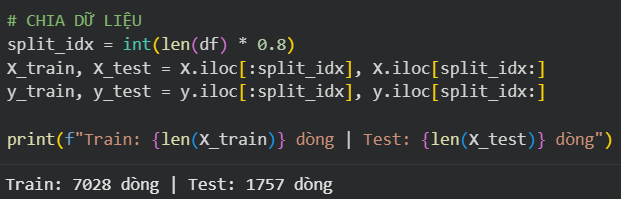 # CHIA DỮ LIỆU
split_idx = int(len(df) * 0.8)
X_train, X_test = X.iloc[:split_idx], X.iloc[split_idx:]
y_train, y_test = y.iloc[:split_idx], y.iloc[split_idx:]
print(f"Train: {len(X_train)} dòng | Test: {len(X_test)} dòng")
Train: 7028 dòng | Test: 1757 dòng